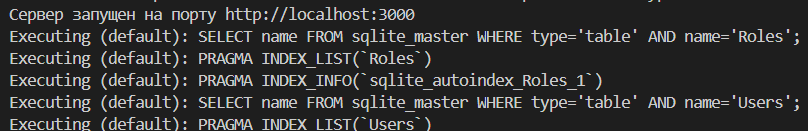 Сервер запущен на порту http://localhost:3000
Executing (default): SELECT name FROM sqlite_master WHERE type='table' AND name='Roles';
Executing (default): PRAGMA INDEX_LIST(`Roles`)
Executing (default): PRAGMA INDEX_INFO(`sqlite_autoindex_Roles_1`)
Executing (default): SELECT name FROM sqlite_master WHERE type='table' AND name='Users';
Executing (default): PRAGMA INDEX_LIST(`Users`)